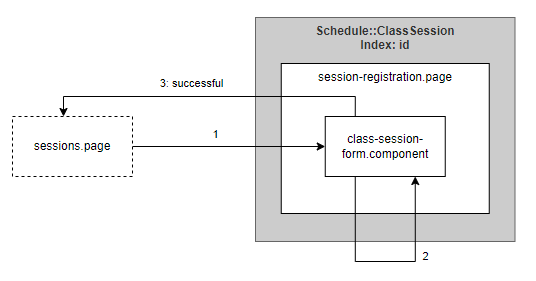 Schedule::ClassSession
Index: id
session-registration.page
3: successful
1
sessions.page
class-session-
form.component
2